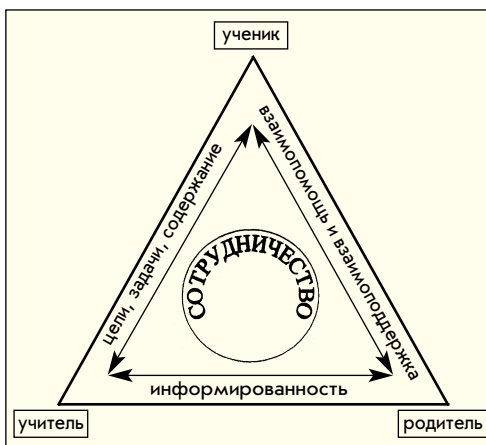 ученик
цели, задачи, содержание
взаимопомощь и взаимоподдержка
СОТРУДНИЧЕСТВО
информированность
учитель
родитель